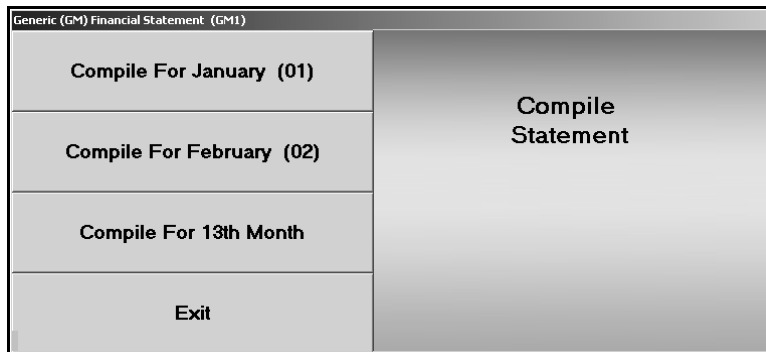 Generic (GM) Financial Statement (GM1)
Compile For January (01)
Compile For February (02)
Compile For 13th Month
Exit
Compile
Statement